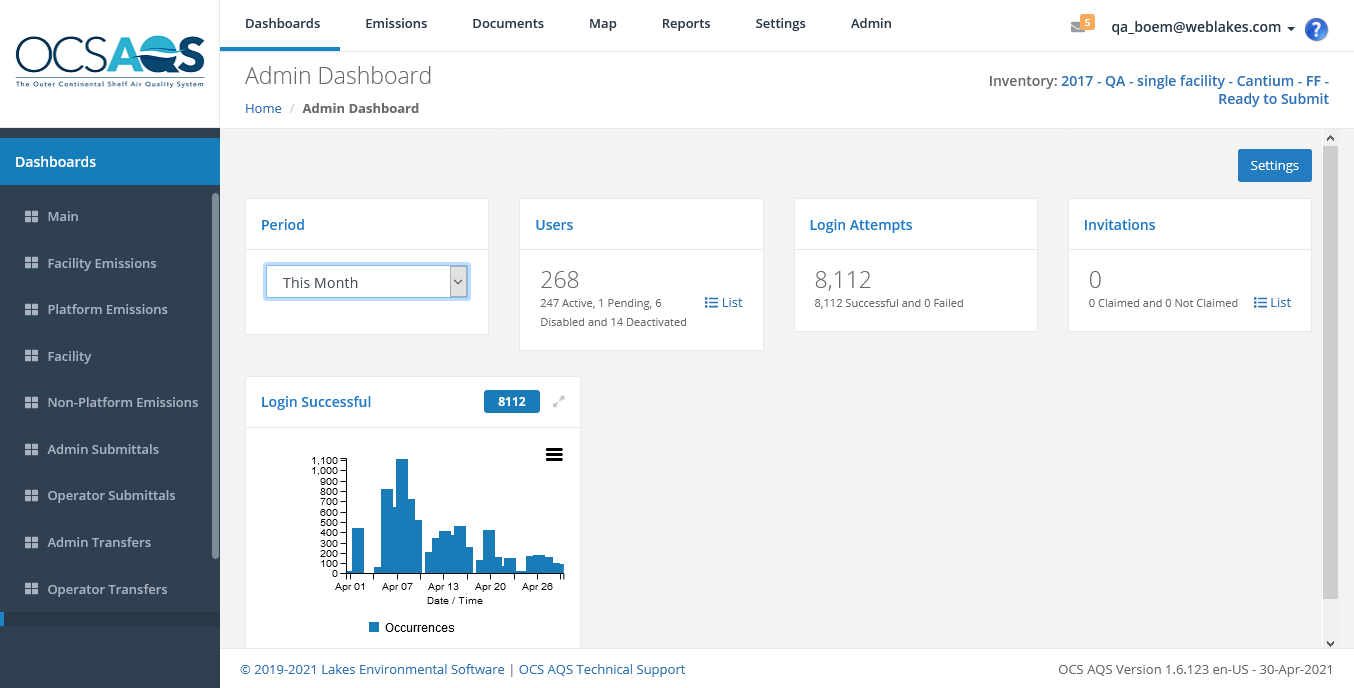 OCSAQS
The Outer Continental Shelf Air Quality System
Dashboards Emissions Documents Map Reports Settings Admin
5
qa_boem@weblakes.com
?
Admin Dashboard
Home / Admin Dashboard
Inventory: 2017 - QA - single facility - Cantium - FF -
Ready to Submit
Dashboards
Main
Facility Emissions
Platform Emissions
Facility
Non-Platform Emissions
Admin Submittals
Operator Submittals
Admin Transfers
Operator Transfers
Settings
Period
This Month
Users
268
247 Active, 1 Pending, 6
Disabled and 14 Deactivated
List
Login Attempts
8,112
8,112 Successful and 0 Failed
Invitations
0
0 Claimed and 0 Not Claimed
List
Login Successful
8112
1,100
1,000
900
800
700
600
500
400
300
200
100
0
Apr 01 Apr 07 Apr 13 Apr 20 Apr 26
Date / Time
Occurrences
© 2019-2021 Lakes Environmental Software | OCS AQS Technical Support
OCS AQS Version 1.6.123 en-US - 30-Apr-2021